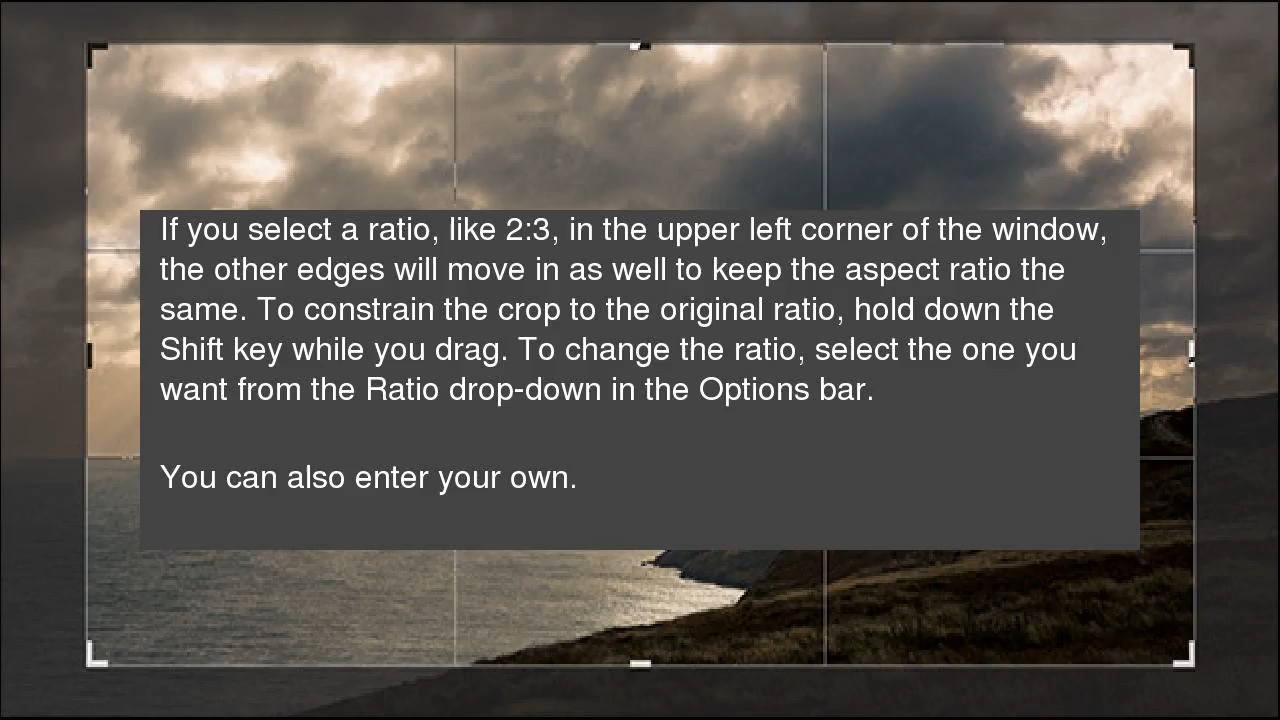 If you select a ratio, like 2:3, in the upper left corner of the window,
the other edges will move in as well to keep the aspect ratio the
same. To constrain the crop to the original ratio, hold down the
Shift key while you drag. To change the ratio, select the one you
want from the Ratio drop-down in the Options bar.
You can also enter your own.